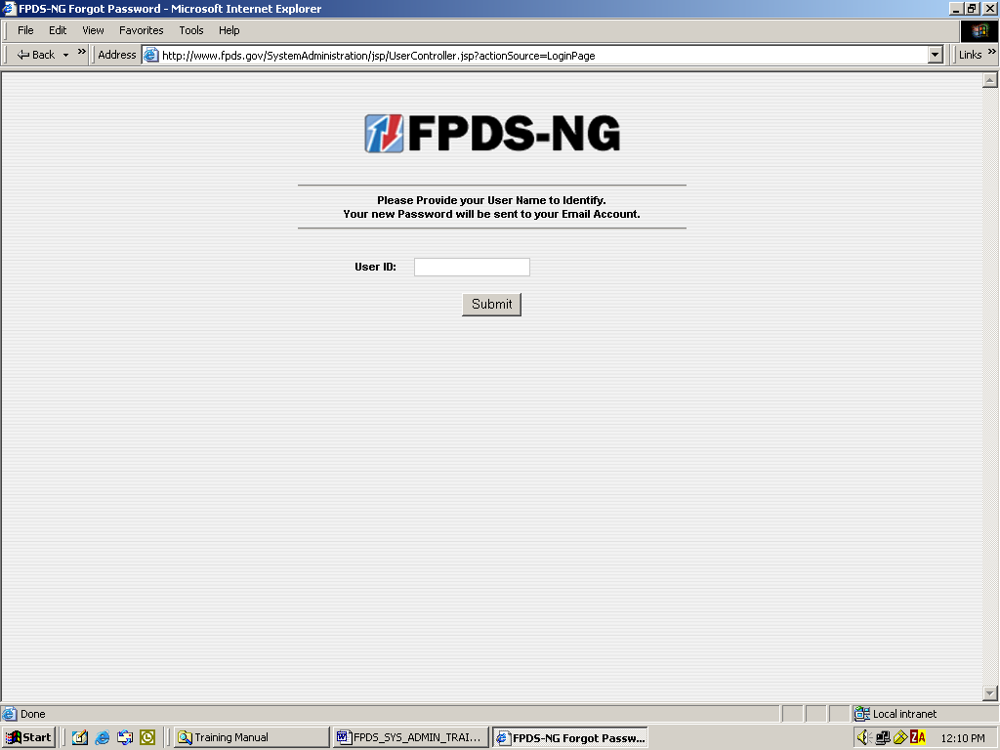 FPDS-NG Forgot Password - Microsoft Internet Explorer
File Edit View Favorites Tools Help
Back » Address http://www.fpds.gov/SystemAdministration/jsp/UserController.jsp?actionSource=LoginPage Links »
FPDS-NG
Please Provide your User Name to Identify.
Your new Password will be sent to your Email Account.
User ID:
Submit
Done Local intranet
Start Training Manual FPDS_SYS_ADMIN_TRAI... FPDS-NG Forgot Passw... ZA 12:10 PM